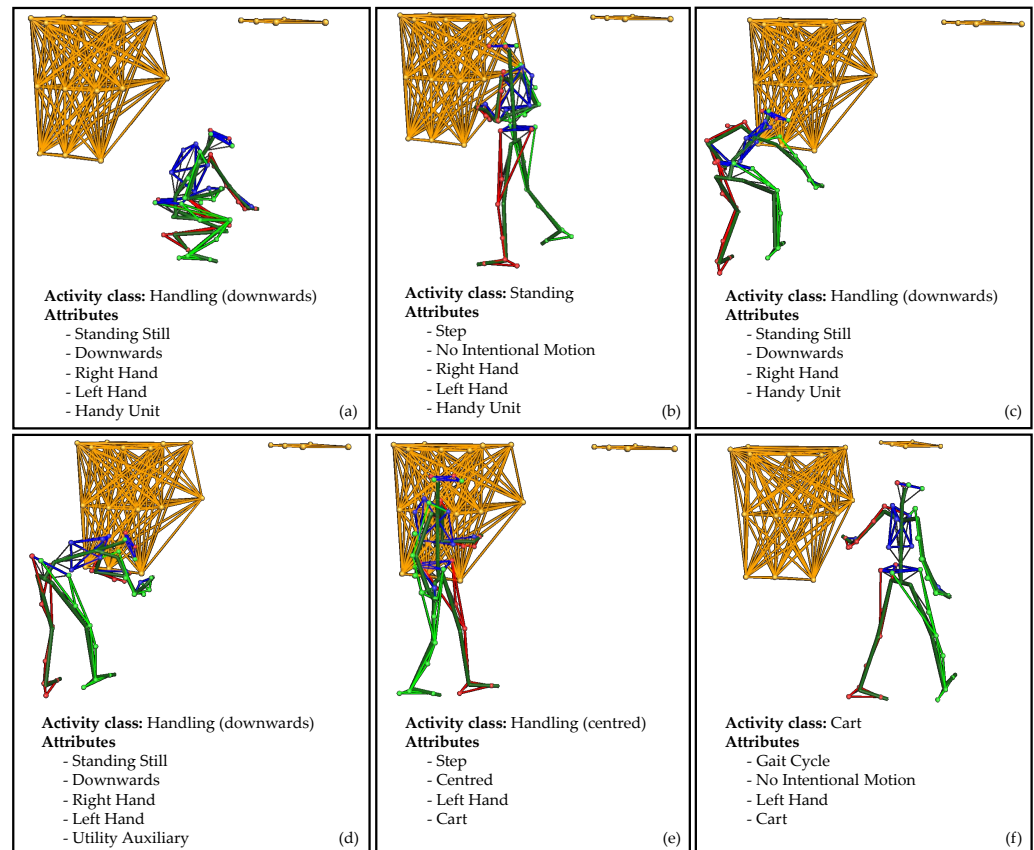 Activity class: Handling (downwards)
Attributes
- Standing Still
- Downwards
- Right Hand
- Left Hand
- Handy Unit
(a)
Activity class: Standing
Attributes
- Step
- No Intentional Motion
- Right Hand
- Left Hand
- Handy Unit
(b)
Activity class: Handling (downwards)
Attributes
- Standing Still
- Downwards
- Right Hand
- Handy Unit
(c)
Activity class: Handling (downwards)
Attributes
- Standing Still
- Downwards
- Right Hand
- Left Hand
- Utility Auxiliary
(d)
Activity class: Handling (centred)
Attributes
- Step
- Centred
- Left Hand
- Cart
(e)
Activity class: Cart
Attributes
- Gait Cycle
- No Intentional Motion
- Left Hand
- Cart
(f)